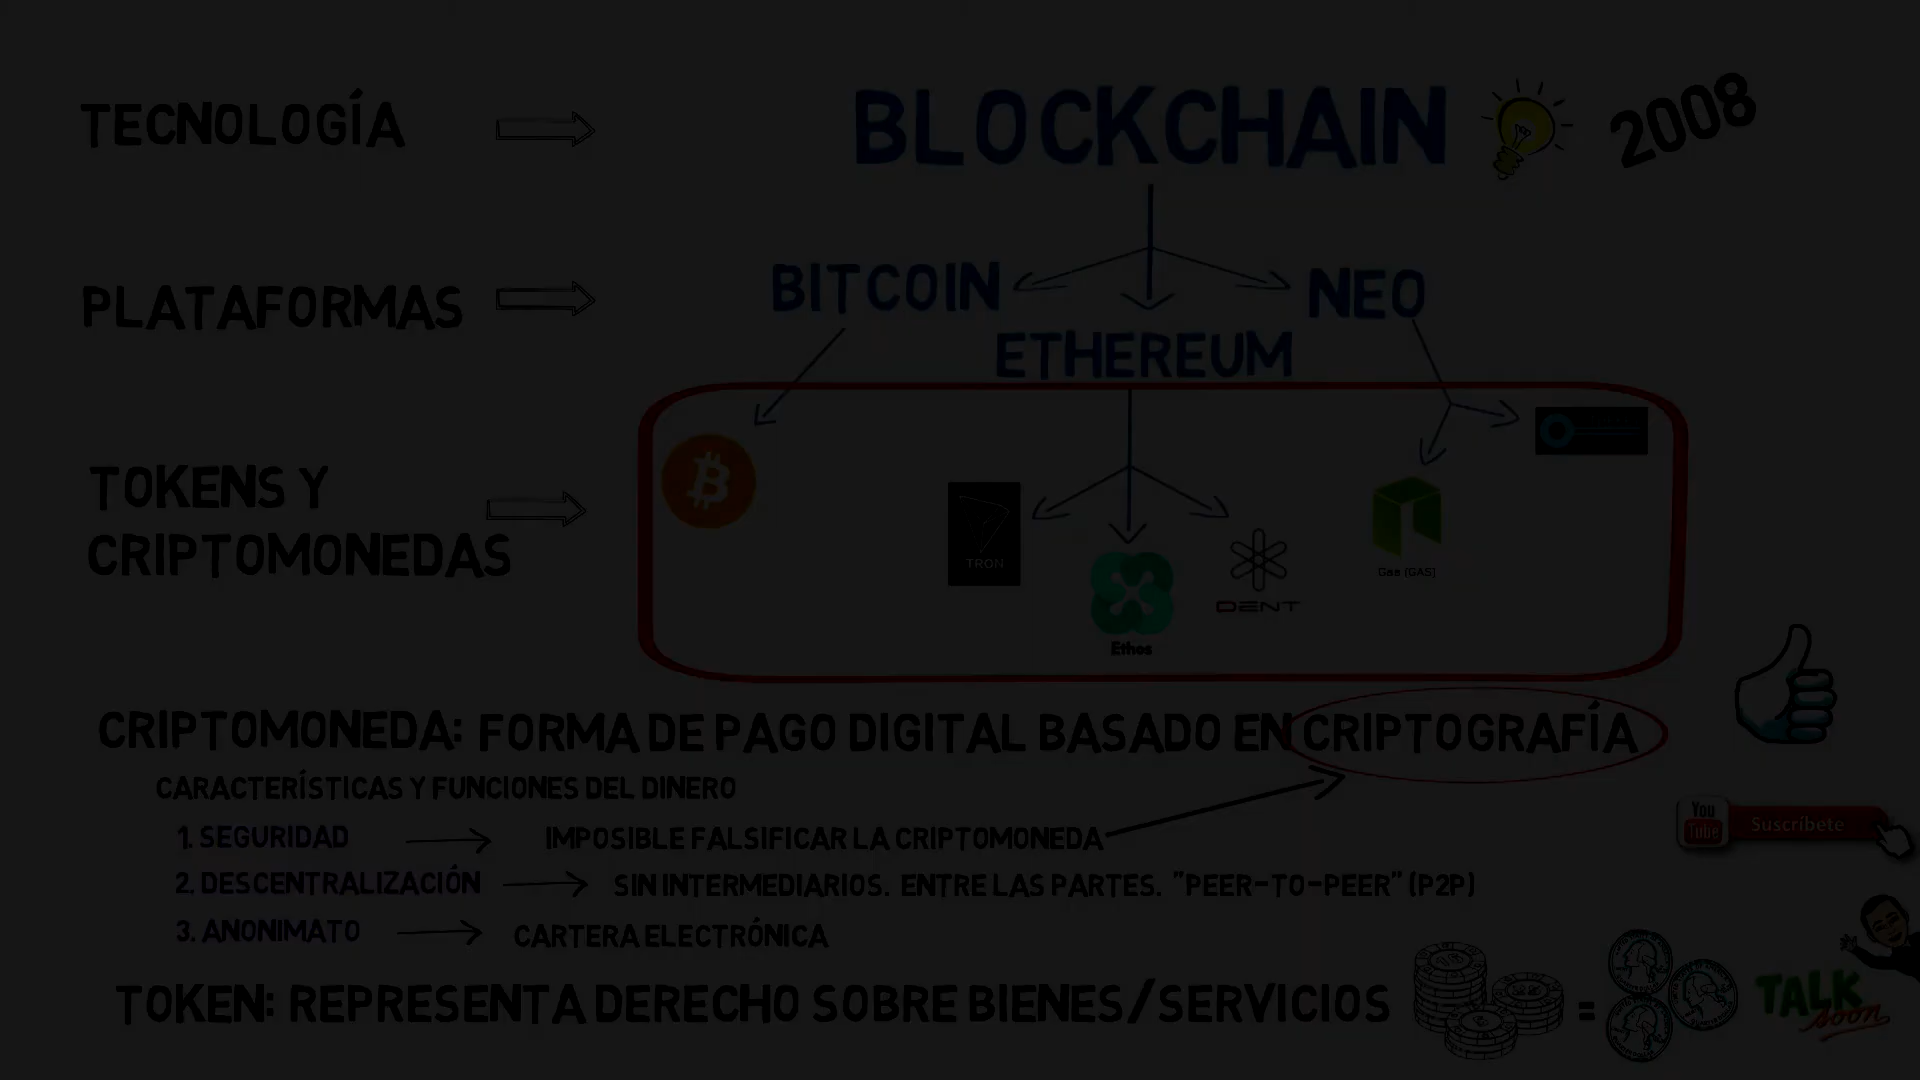 TECNOLOGÍA
BLOCKCHAIN
2008
PLATAFORMAS
BITCOIN
NEO
ETHEREUM
TOKENS Y
CRIPTOMONEDAS
TRON
Ethos
DENT
Gas (GAS)
CRIPTOMONEDA: FORMA DE PAGO DIGITAL BASADO EN CRIPTOGRAFÍA
CARACTERÍSTICAS Y FUNCIONES DEL DINERO
1. SEGURIDAD
IMPOSIBLE FALSIFICAR LA CRIPTOMONEDA
2. DESCENTRALIZACIÓN
SIN INTERMEDIARIOS. ENTRE LAS PARTES. "PEER-TO-PEER" (P2P)
3. ANONIMATO
CARTERA ELECTRÓNICA
You
Tube
Suscríbete
TOKEN: REPRESENTA DERECHO SOBRE BIENES/SERVICIOS
=
TALK
soon